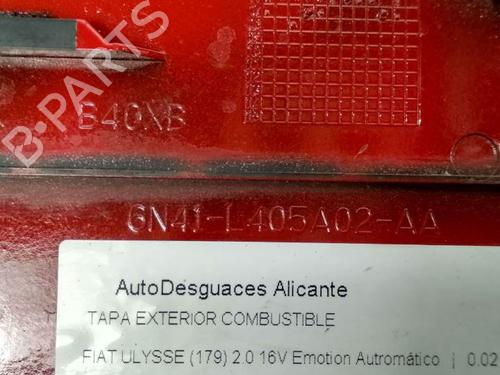 B-PARTS
B40XB
6N41-L405A02-AA
AutoDesguaces Alicante
TAPA EXTERIOR COMBUSTIBLE
FIAT ULYSSE (179) 2.0 16V Emotion Autromático | 0.02